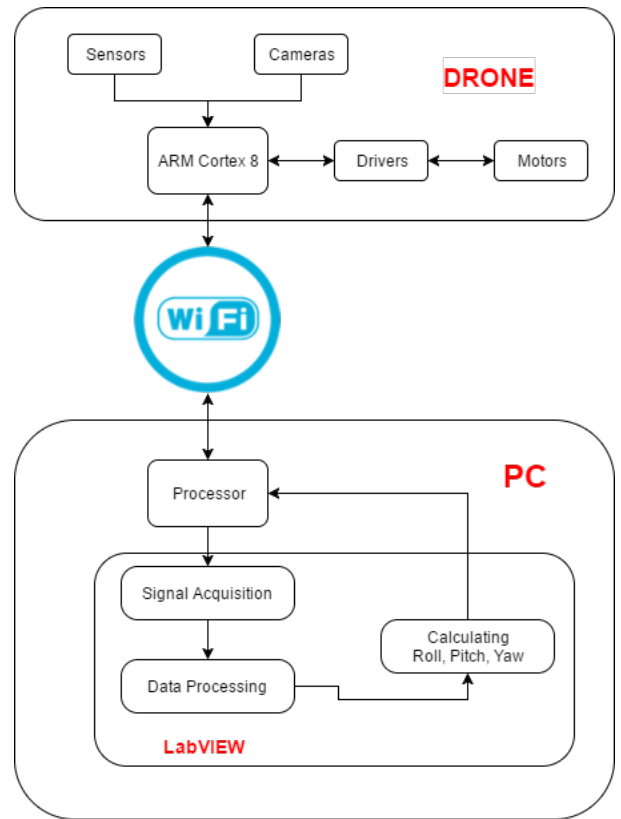 Sensors
Cameras
DRONE
ARM Cortex 8
Drivers
Motors
Wi Fi
PC
Processor
Signal Acquisition
Calculating
Roll, Pitch, Yaw
Data Processing
LabVIEW